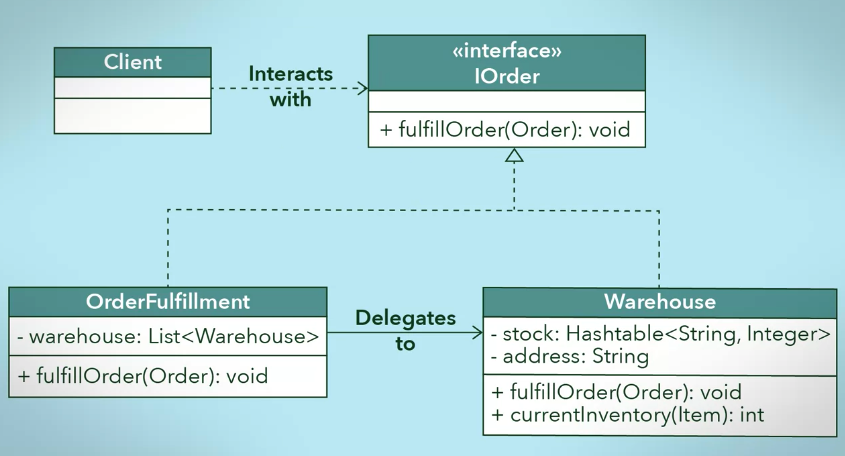 Client
Interacts
with
«interface»
IOrder
+ fulfillOrder(Order): void
OrderFulfillment
- warehouse: List<Warehouse>
+ fulfillOrder(Order): void
Delegates
to
Warehouse
- stock: Hashtable<String, Integer>
- address: String
+ fulfillOrder(Order): void
+ currentInventory(Item): int